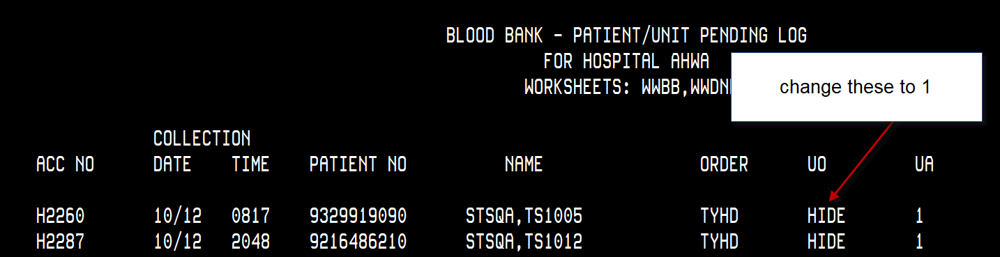 BLOOD BANK - PATIENT/UNIT PENDING LOG
FOR HOSPITAL AHWA
WORKSHEETS: WWBB,
change these to 1
COLLECTION
ACC NO DATE TIME PATIENT NO NAME ORDER UO UA
H2260 10/12 0817 9329919090 STSQA,TS1005 TYHD HIDE 1
H2287 10/12 2048 9216486210 STSQA,TS1012 TYHD HIDE 1